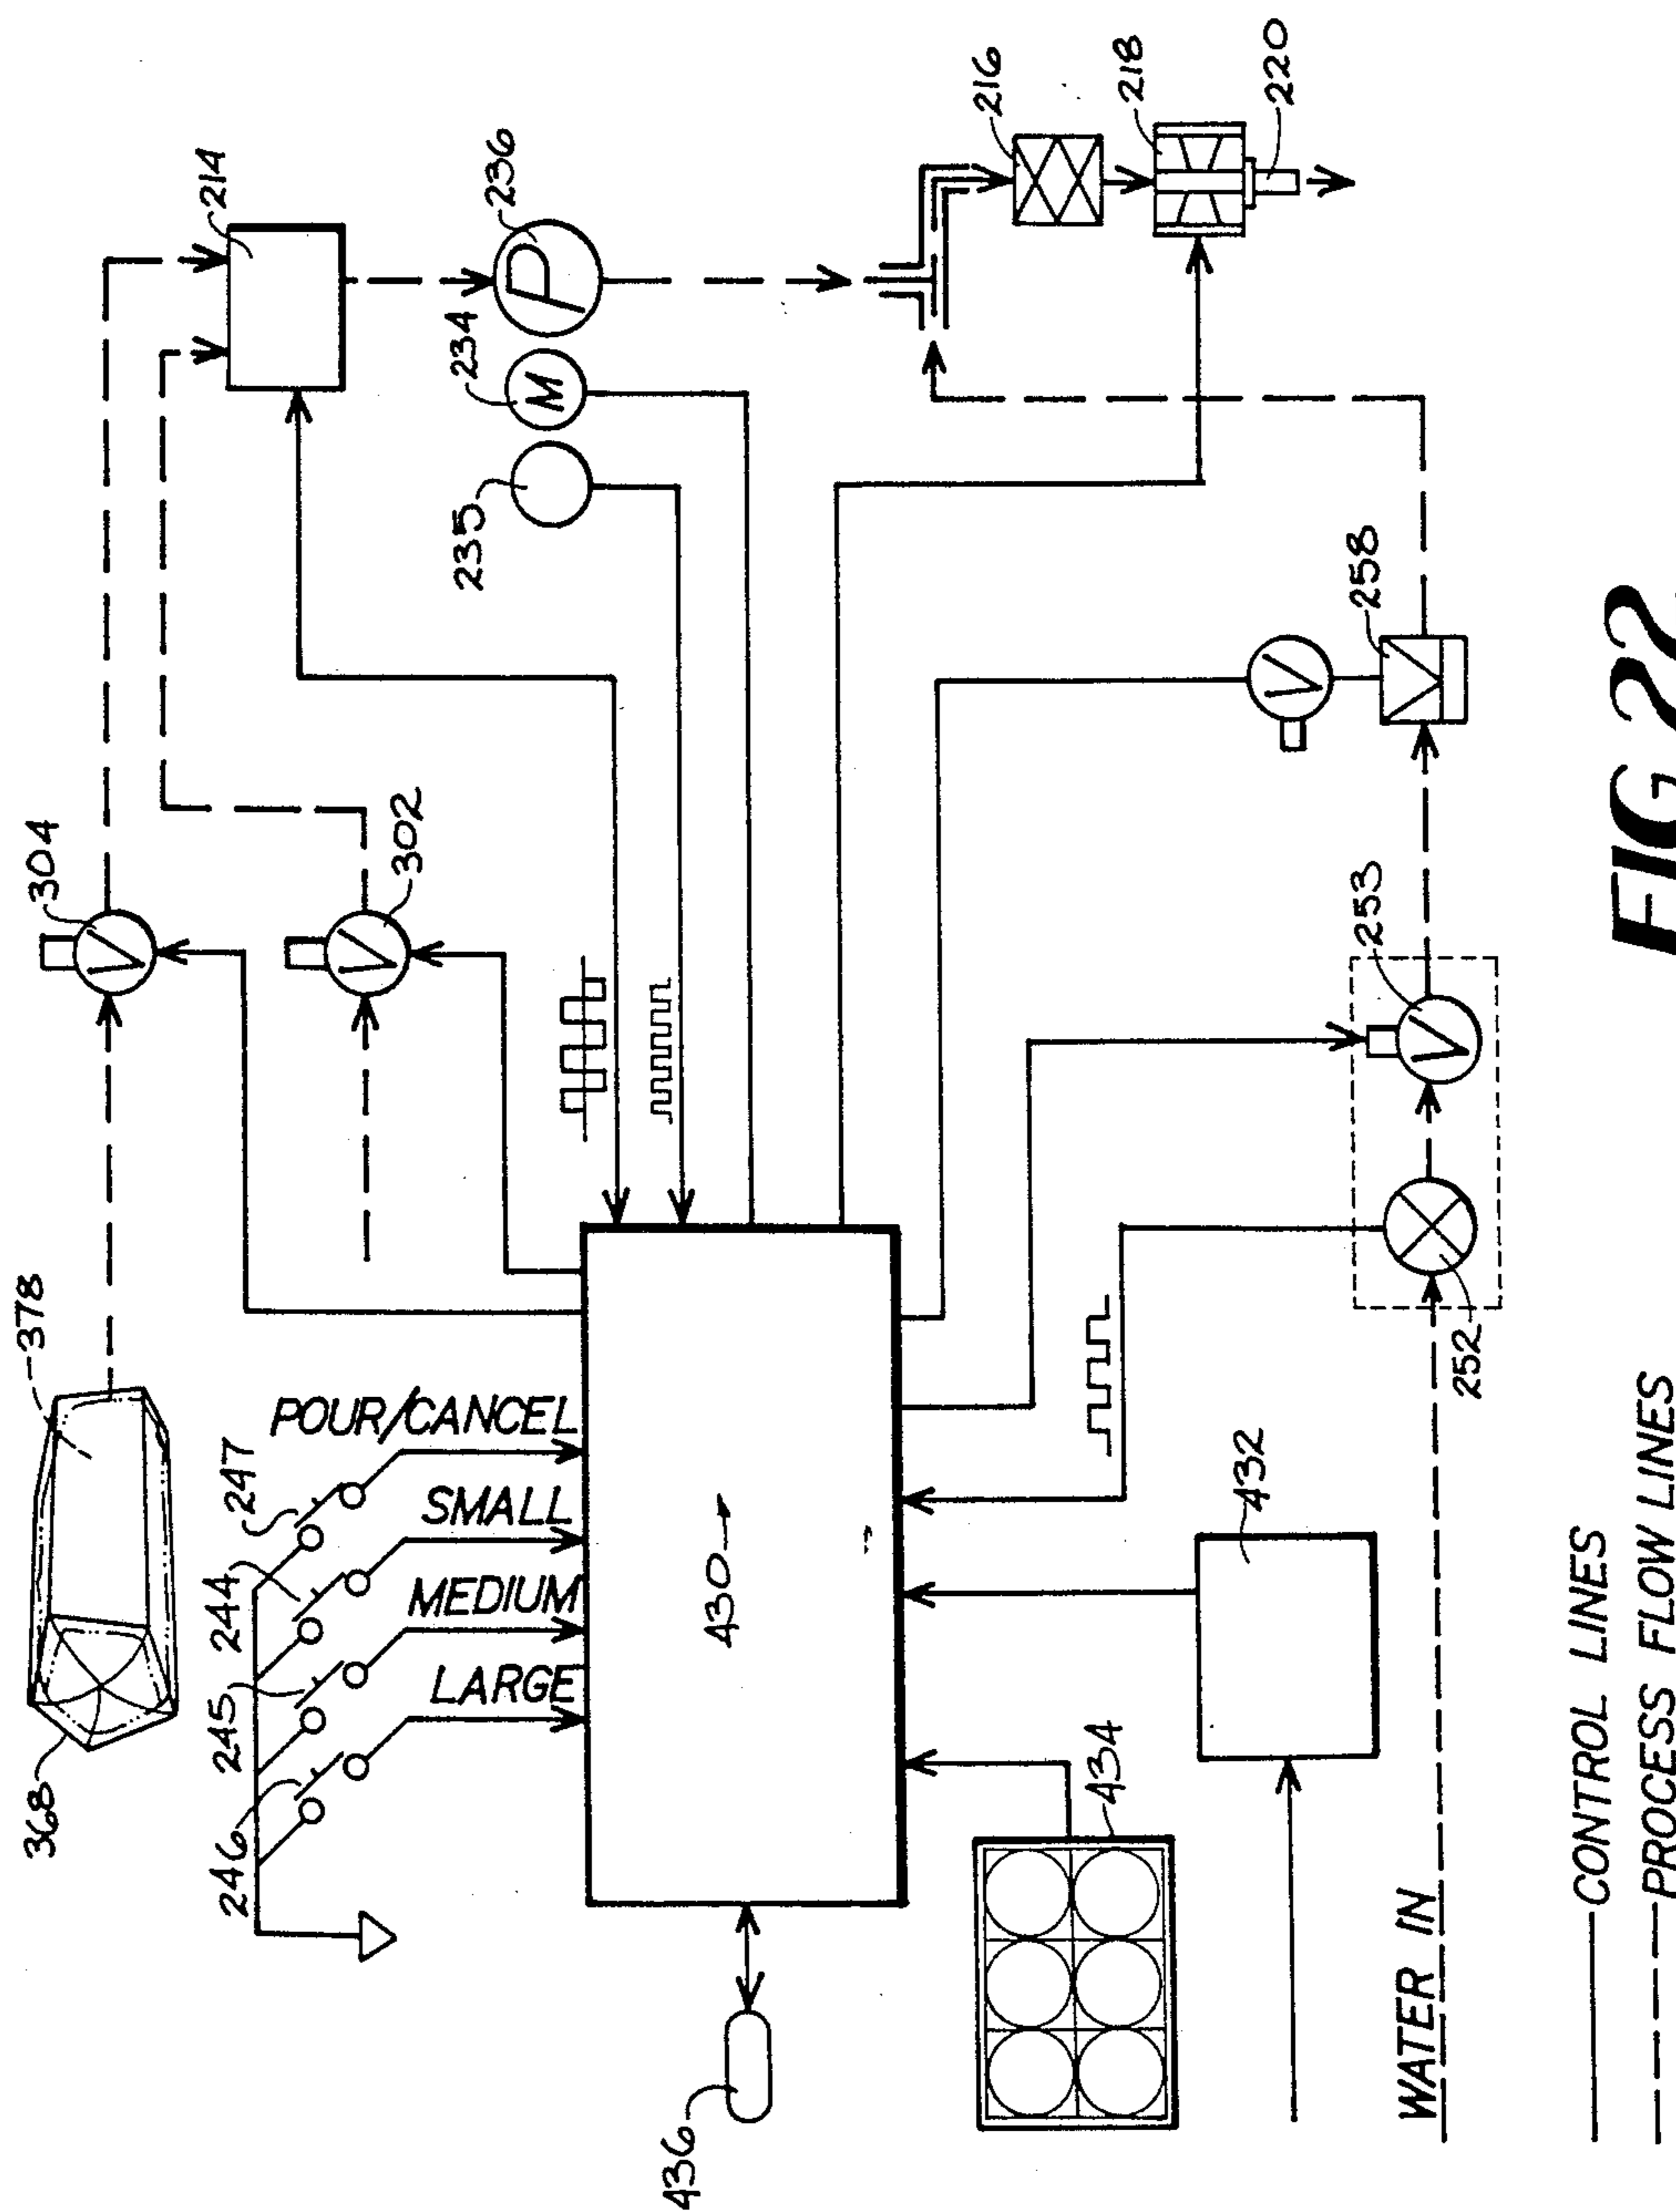 368
378
304
302
214
236
P
234
M
235
216
218
220
V
V
246
245
244
247
LARGE
MEDIUM
SMALL
POUR/CANCEL
430
436
434
432
V
258
253
V
252
WATER IN
CONTROL LINES
PROCESS FLOW LINES
FIG 22